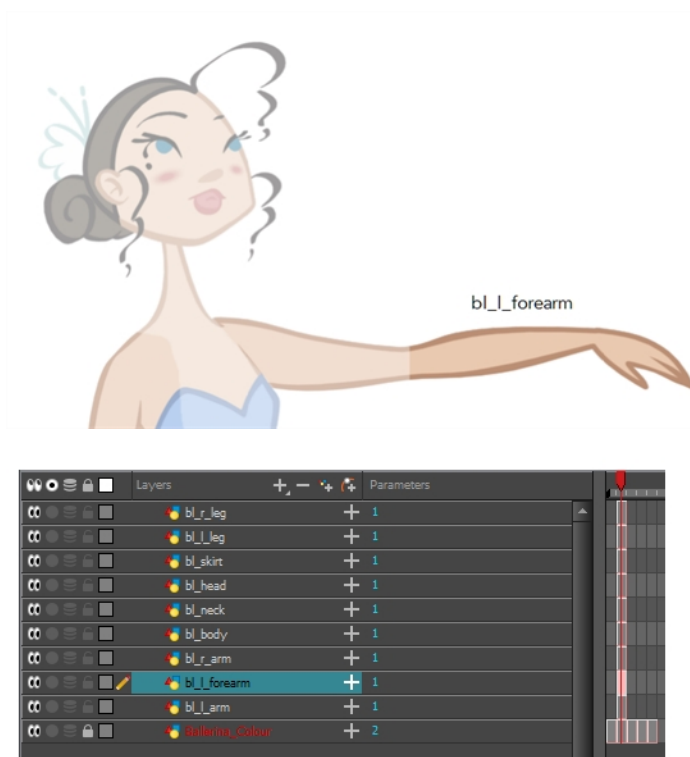 bl_l_forearm
Layers Parameters
bl_r_leg 1
bl_l_leg 1
bl_skirt 1
bl_head 1
bl_neck 1
bl_body 1
bl_r_arm 1
bl_l_forearm 1
bl_l_arm 1
Ballerina_Colour 2